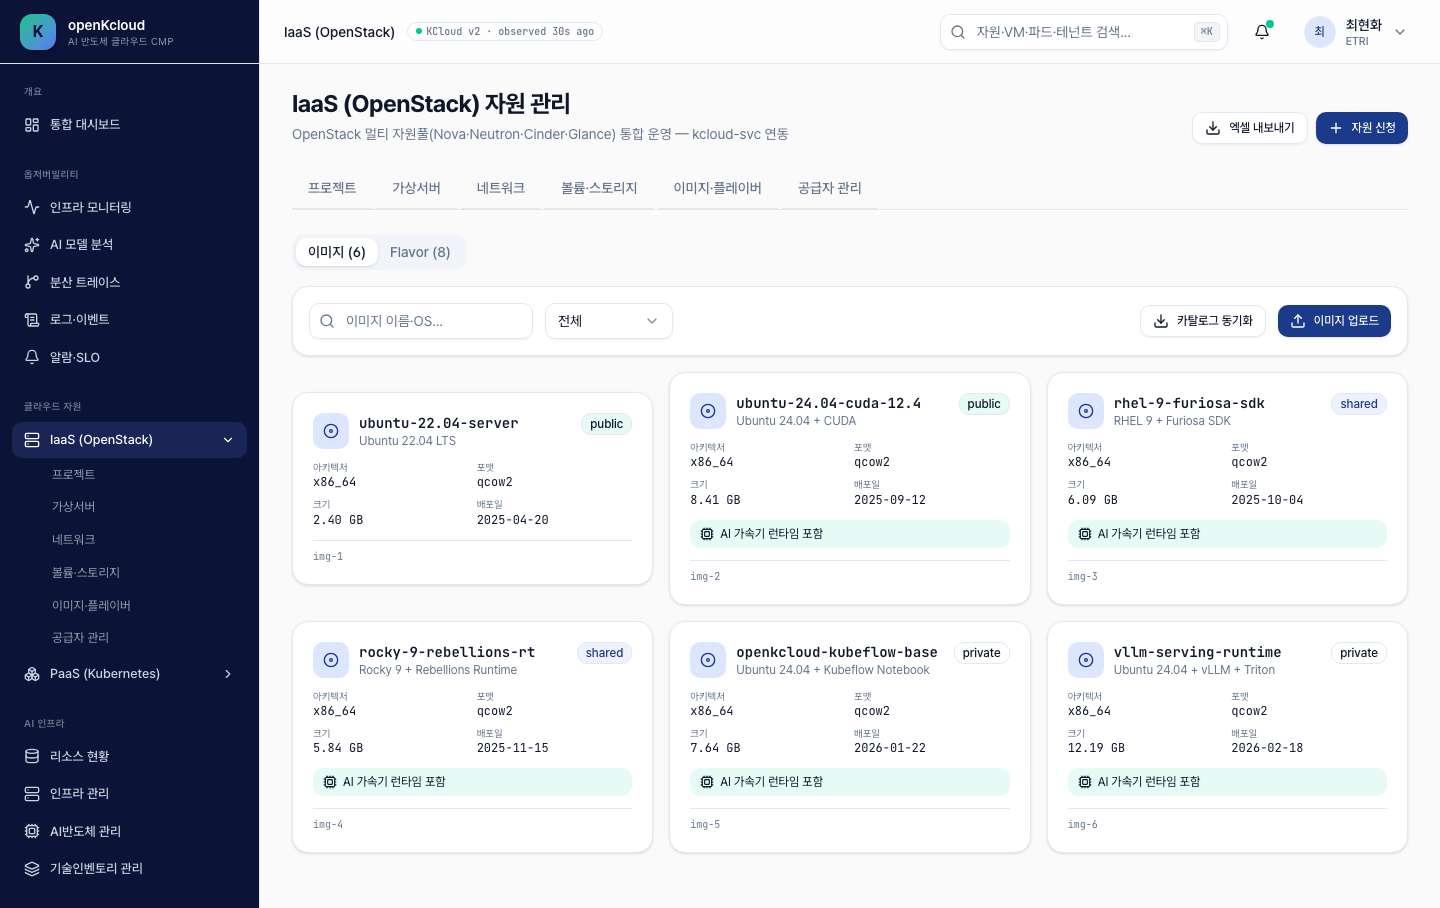 K
openKcloud
AI 반도체 클라우드 CMP
개요
통합 대시보드
옵저버빌리티
인프라 모니터링
AI 모델 분석
분산 트레이스
로그·이벤트
알람·SLO
클라우드 자원
IaaS (OpenStack)
프로젝트
가상서버
네트워크
볼륨·스토리지
이미지·플레이버
공급자 관리
PaaS (Kubernetes)
AI 인프라
리소스 현황
인프라 관리
AI반도체 관리
기술인벤토리 관리
IaaS (OpenStack)
KCloud v2 · observed 30s ago
자원·VM·파드·테넌트 검색...
⌘K
최
최현화
ETRI
IaaS (OpenStack) 자원 관리
OpenStack 멀티 자원풀(Nova·Neutron·Cinder·Glance) 통합 운영 — kcloud-svc 연동
엑셀 내보내기
자원 신청
프로젝트 가상서버 네트워크 볼륨·스토리지 이미지·플레이버 공급자 관리
이미지 (6) Flavor (8)
이미지 이름·OS...
전체
카탈로그 동기화
이미지 업로드
ubuntu-22.04-server
public
Ubuntu 22.04 LTS
아키텍처 포맷
x86_64 qcow2
크기 배포일
2.40 GB 2025-04-20
img-1
ubuntu-24.04-cuda-12.4
public
Ubuntu 24.04 + CUDA
아키텍처 포맷
x86_64 qcow2
크기 배포일
8.41 GB 2025-09-12
AI 가속기 런타임 포함
img-2
rhel-9-furiosa-sdk
shared
RHEL 9 + Furiosa SDK
아키텍처 포맷
x86_64 qcow2
크기 배포일
6.09 GB 2025-10-04
AI 가속기 런타임 포함
img-3
rocky-9-rebellions-rt
shared
Rocky 9 + Rebellions Runtime
아키텍처 포맷
x86_64 qcow2
크기 배포일
5.84 GB 2025-11-15
AI 가속기 런타임 포함
img-4
openkcloud-kubeflow-base
private
Ubuntu 24.04 + Kubeflow Notebook
아키텍처 포맷
x86_64 qcow2
크기 배포일
7.64 GB 2026-01-22
AI 가속기 런타임 포함
img-5
vllm-serving-runtime
private
Ubuntu 24.04 + vLLM + Triton
아키텍처 포맷
x86_64 qcow2
크기 배포일
12.19 GB 2026-02-18
AI 가속기 런타임 포함
img-6